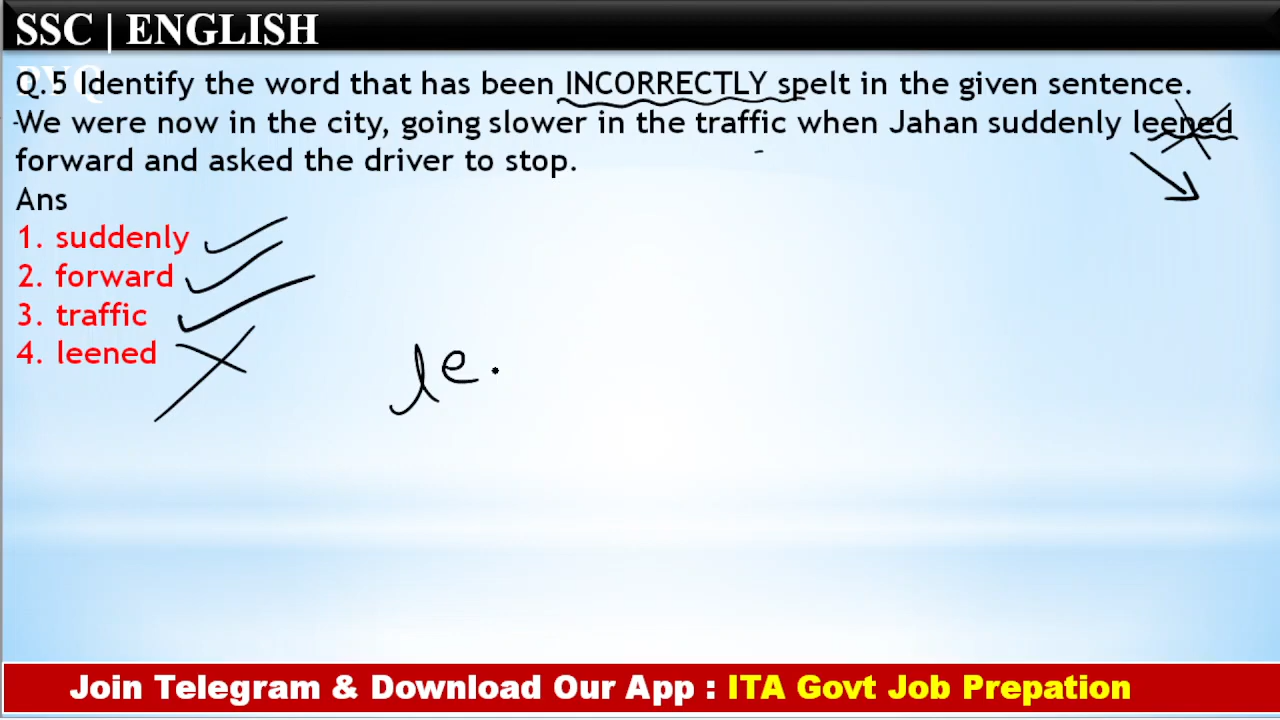 SSC | ENGLISH
PYQ
Q.5 Identify the word that has been INCORRECTLY spelt in the given sentence.
We were now in the city, going slower in the traffic when Jahan suddenly leened
forward and asked the driver to stop.
Ans
1. suddenly
2. forward
3. traffic
4. leened
le
Join Telegram & Download Our App : ITA Govt Job Prepation